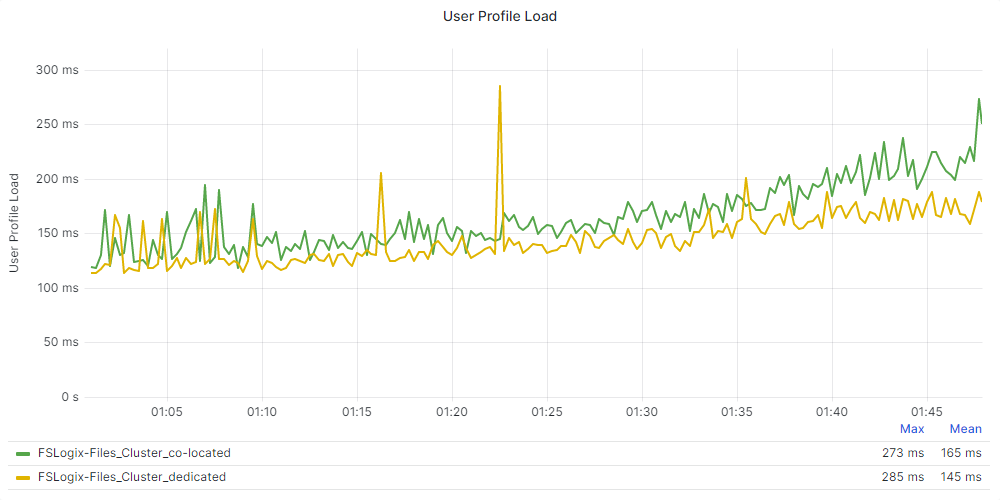 User Profile Load
User Profile Load
300 ms
250 ms
200 ms
150 ms
100 ms
50 ms
0 s
01:05 01:10 01:15 01:20 01:25 01:30 01:35 01:40 01:45
Max Mean
FSLogix-Files_Cluster_co-located 273 ms 165 ms
FSLogix-Files_Cluster_dedicated 285 ms 145 ms